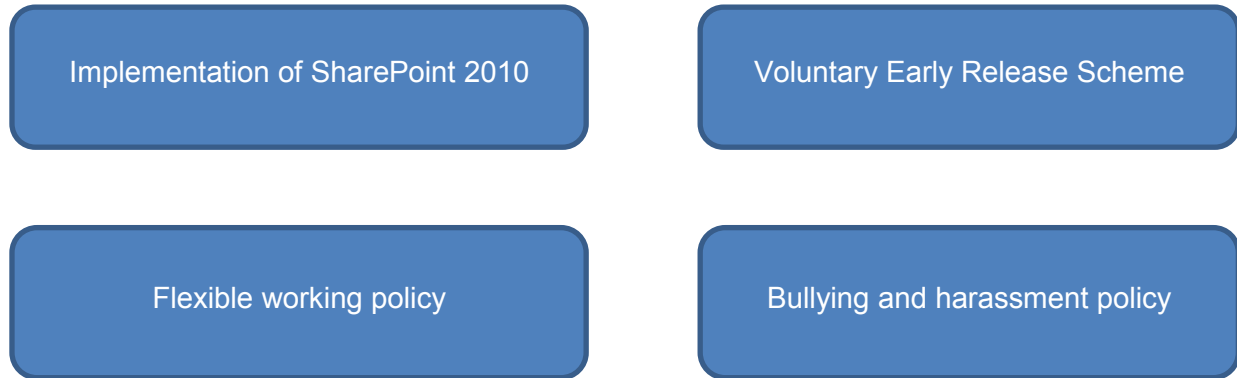 Implementation of SharePoint 2010
Voluntary Early Release Scheme
Flexible working policy
Bullying and harassment policy